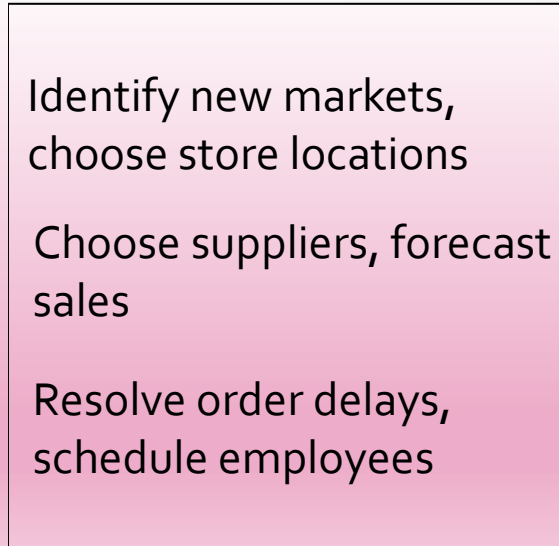 Identify new markets,
choose store locations
Choose suppliers, forecast
sales
Resolve order delays,
schedule employees